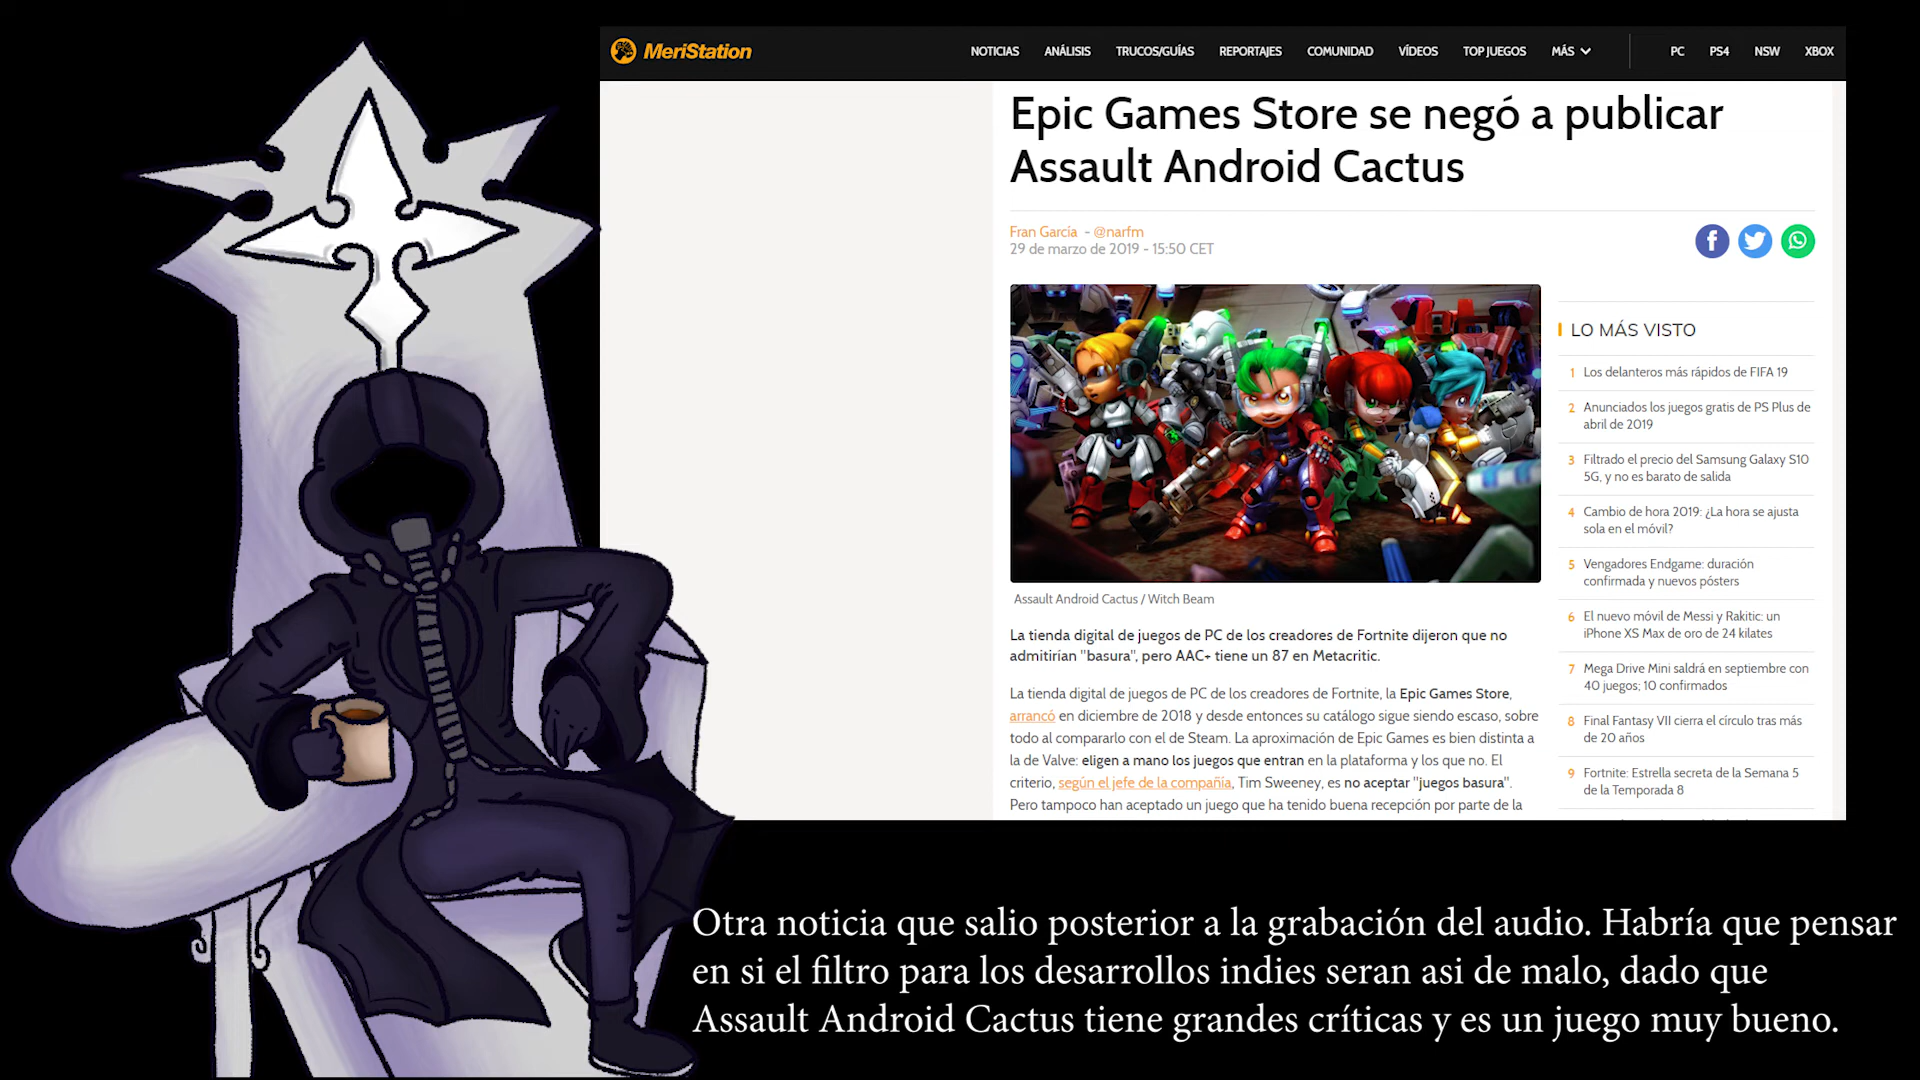 MeriStation
NOTICIAS ANÁLISIS TRUCOS/GUÍAS REPORTAJES COMUNIDAD VÍDEOS TOP JUEGOS MÁS PC PS4 NSW XBOX
Epic Games Store se negó a publicar
Assault Android Cactus
Fran García - @narfm
29 de marzo de 2019 - 15:50 CET
Assault Android Cactus / Witch Beam
La tienda digital de juegos de PC de los creadores de Fortnite dijeron que no
admitirían "basura", pero AAC+ tiene un 87 en Metacritic.
La tienda digital de juegos de PC de los creadores de Fortnite, la Epic Games Store,
arrancó en diciembre de 2018 y desde entonces su catálogo sigue siendo escaso, sobre
todo al compararlo con el de Steam. La aproximación de Epic Games es bien distinta a
la de Valve: eligen a mano los juegos que entran en la plataforma y los que no. El
criterio, según el jefe de la compañía, Tim Sweeney, es no aceptar "juegos basura".
Pero tampoco han aceptado un juego que ha tenido buena recepción por parte de la
LO MÁS VISTO
1 Los delanteros más rápidos de FIFA 19
2 Anunciados los juegos gratis de PS Plus de
abril de 2019
3 Filtrado el precio del Samsung Galaxy S10
5G, y no es barato de salida
4 Cambio de hora 2019: ¿La hora se ajusta
sola en el móvil?
5 Vengadores Endgame: duración
confirmada y nuevos pósters
6 El nuevo móvil de Messi y Rakitic: un
iPhone XS Max de oro de 24 kilates
7 Mega Drive Mini saldrá en septiembre con
40 juegos; 10 confirmados
8 Final Fantasy VII cierra el círculo tras más
de 20 años
9 Fortnite: Estrella secreta de la Semana 5
de la Temporada 8
Otra noticia que salio posterior a la grabación del audio. Habría que pensar
en si el filtro para los desarrollos indies seran asi de malo, dado que
Assault Android Cactus tiene grandes críticas y es un juego muy bueno.